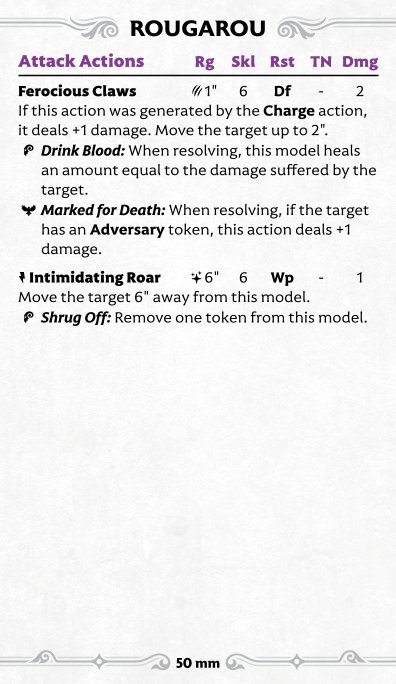 ROUGAROU
Attack Actions Rg Skl Rst TN Dmg
Ferocious Claws 1" 6 Df - 2
If this action was generated by the Charge action,
it deals +1 damage. Move the target up to 2".
Drink Blood: When resolving, this model heals
an amount equal to the damage suffered by the
target.
Marked for Death: When resolving, if the target
has an Adversary token, this action deals +1
damage.
Intimidating Roar 6" 6 Wp - 1
Move the target 6" away from this model.
Shrug Off: Remove one token from this model.
50 mm